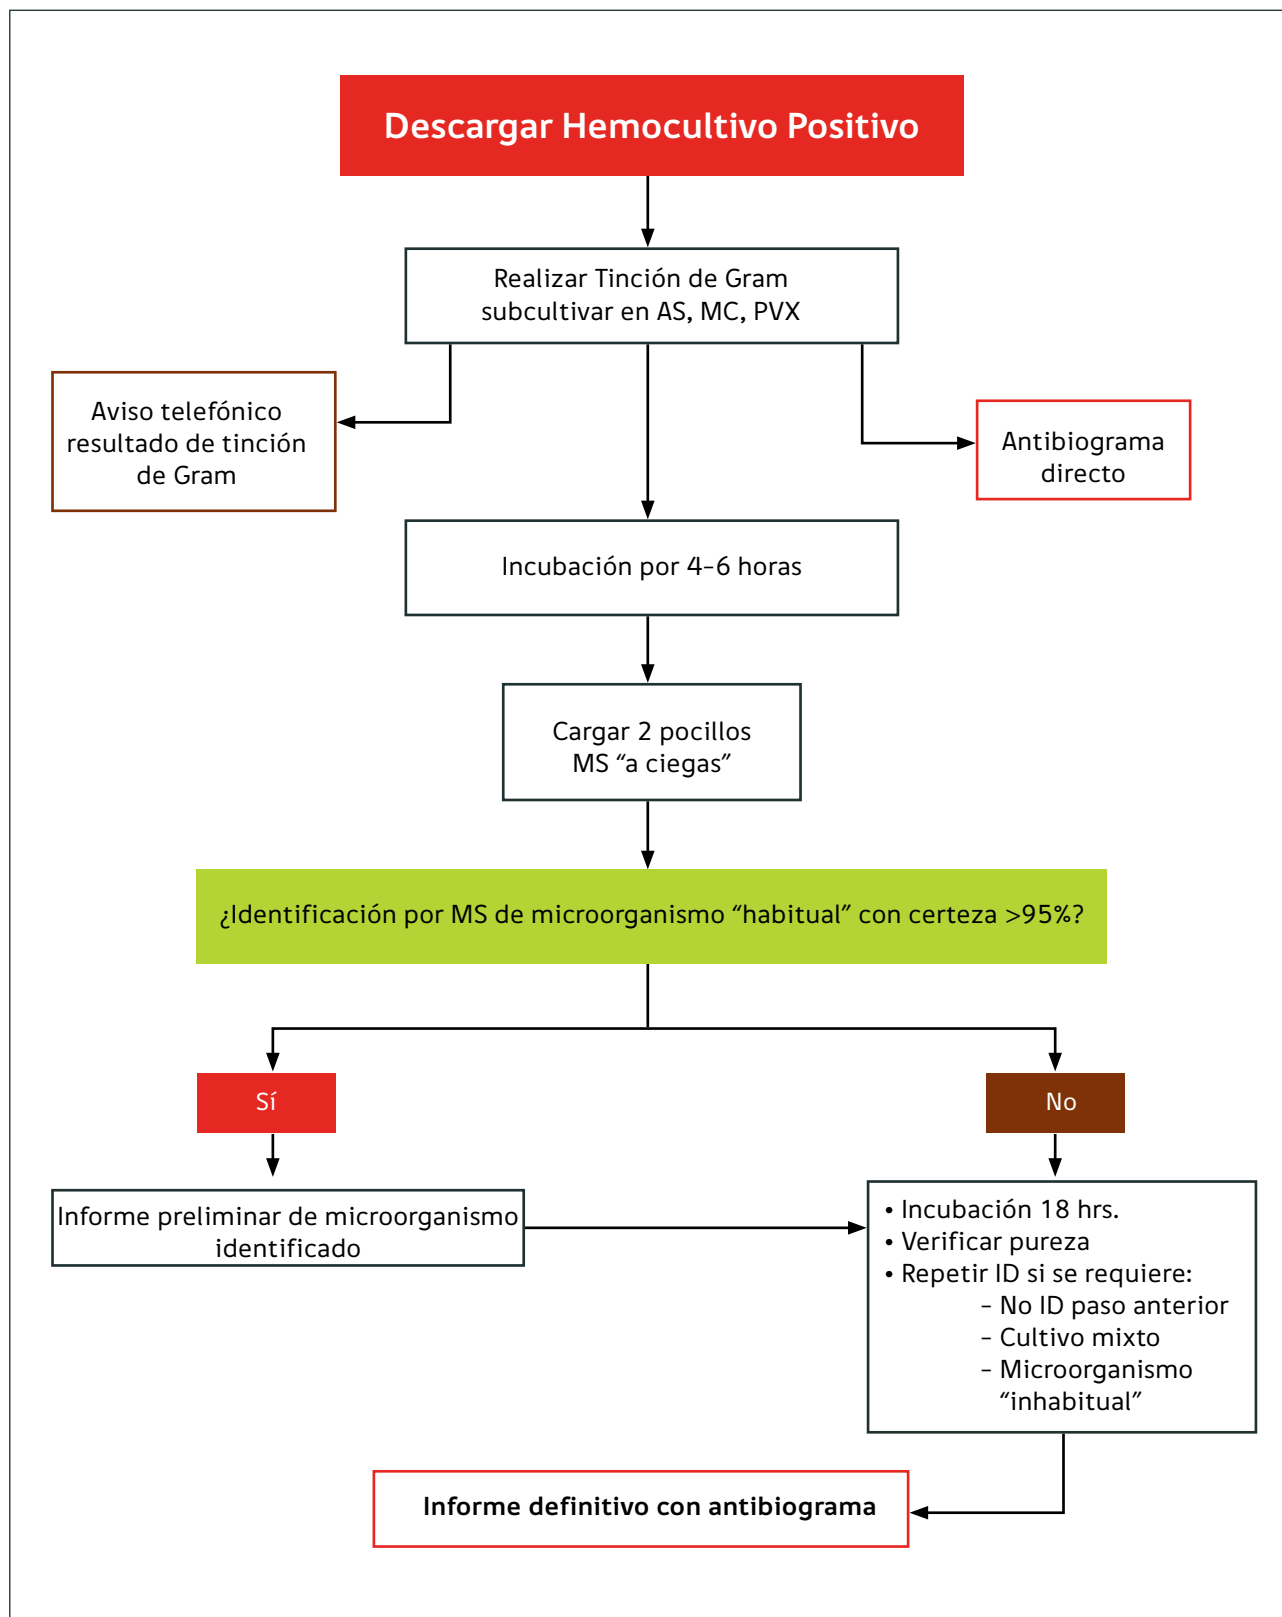 Descargar Hemocultivo Positivo
Realizar Tinción de Gram
subcultivar en AS, MC, PVX
Aviso telefónico
resultado de tinción
de Gram
Antibiograma
directo
Incubación por 4–6 horas
Cargar 2 pocillos
MS “a ciegas”
¿Identificación por MS de microorganismo “habitual” con certeza >95%?
Sí
No
Informe preliminar de microorganismo
identificado
• Incubación 18 hrs.
• Verificar pureza
• Repetir ID si se requiere:
– No ID paso anterior
– Cultivo mixto
– Microorganismo
“inhabitual”
Informe definitivo con antibiograma